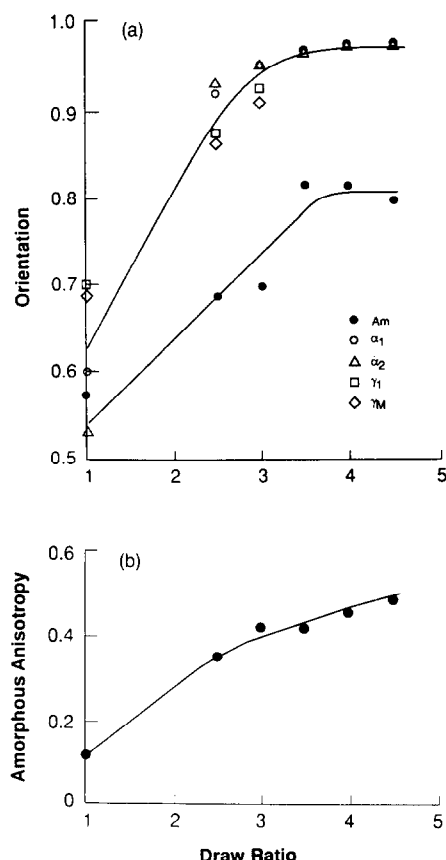 (a)
1.0
0.9
0.8
0.7
0.6
0.5
Orientation
Am
α1
α2
γ1
γM
1 2 3 4 5
(b)
0.6
0.4
0.2
0
Amorphous Anisotropy
1 2 3 4 5
Draw Ratio